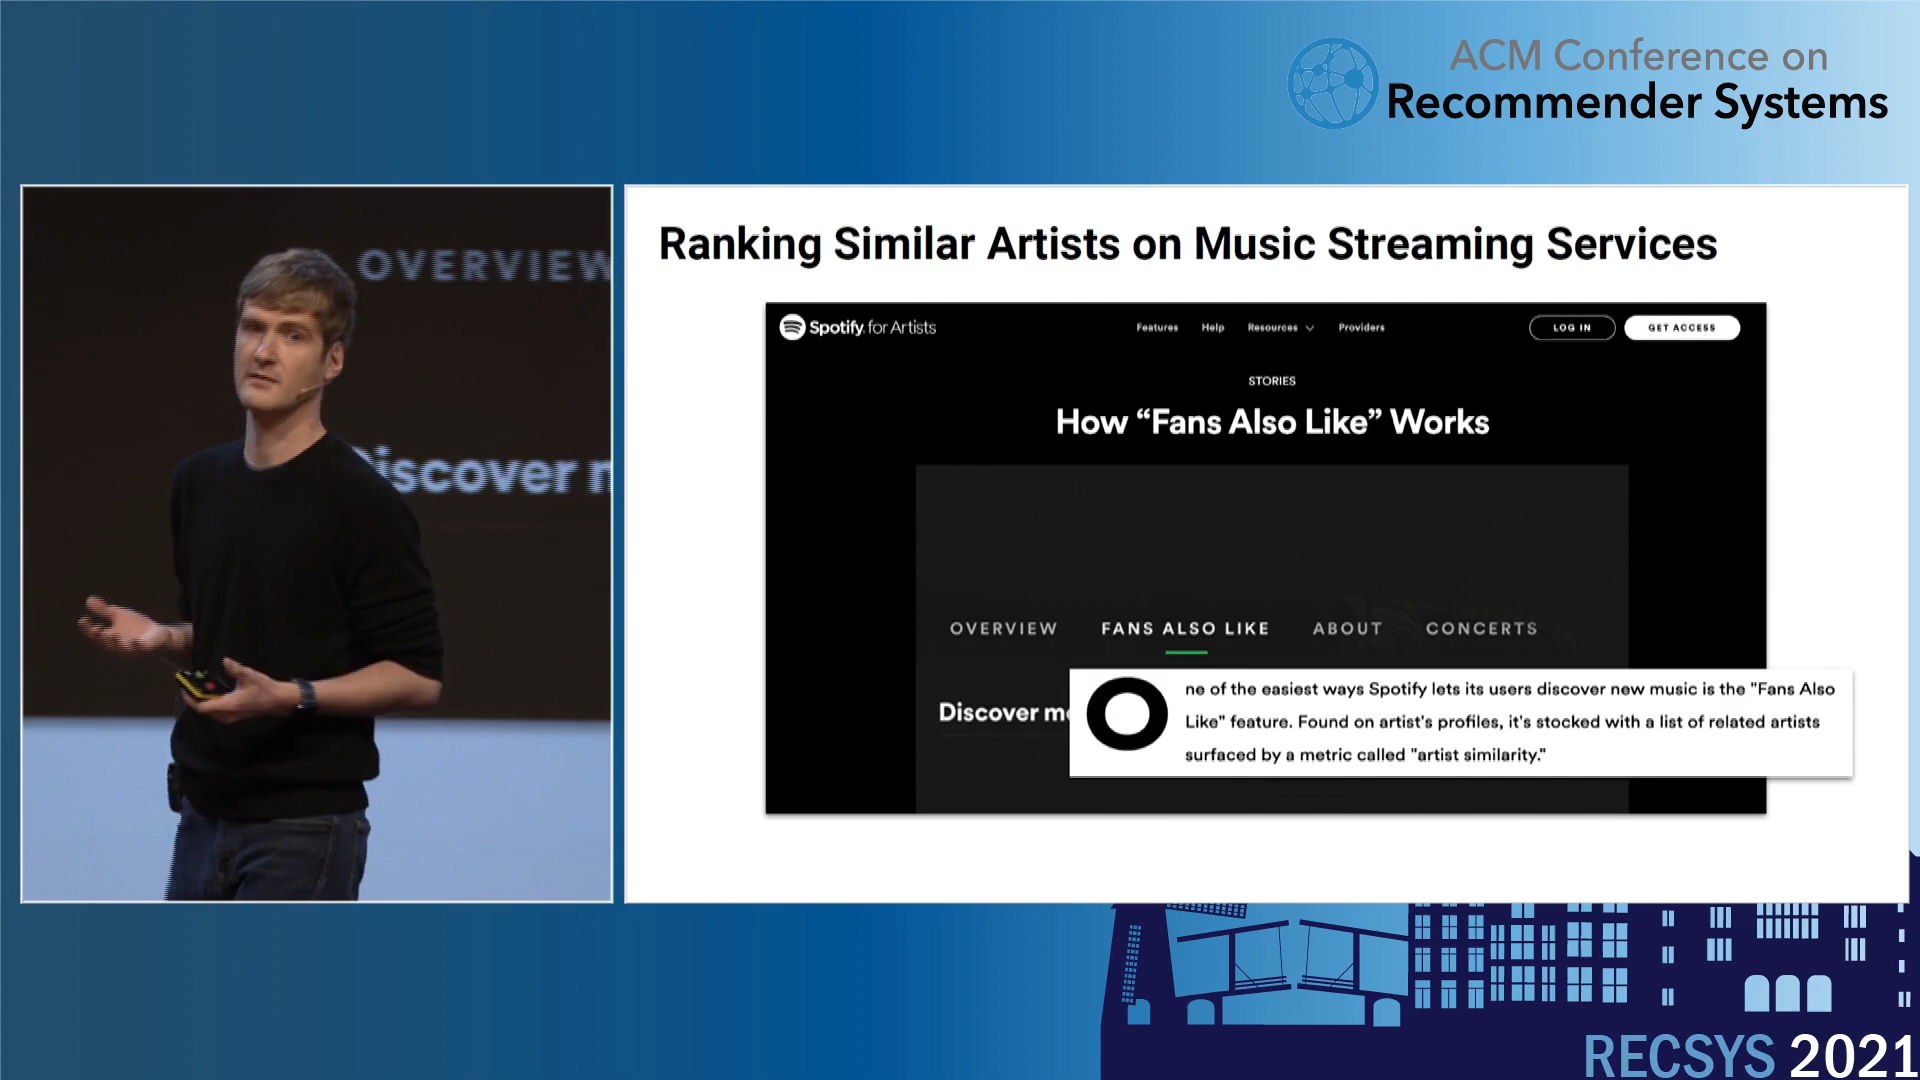 ACM Conference on
Recommender Systems
OVERVIEW
Discover m
Ranking Similar Artists on Music Streaming Services
Spotify for Artists
Features Help Resources Providers
LOG IN
GET ACCESS
STORIES
How “Fans Also Like” Works
OVERVIEW FANS ALSO LIKE ABOUT CONCERTS
Discover m
One of the easiest ways Spotify lets its users discover new music is the "Fans Also
Like" feature. Found on artist's profiles, it's stocked with a list of related artists
surfaced by a metric called "artist similarity."
RECSYS 2021